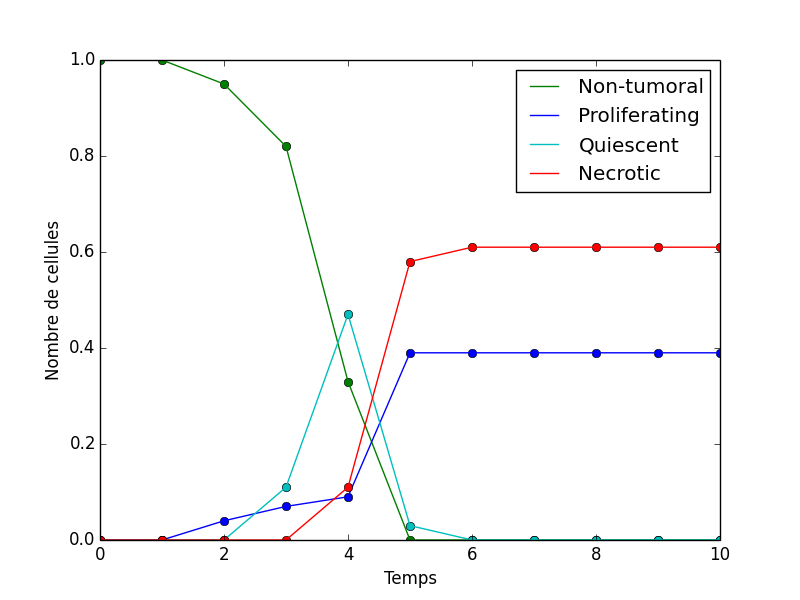 1.0
0.8
0.6
0.4
0.2
0.0
Nombre de cellules
0 2 4 6 8 10
Temps
Non-tumoral
Proliferating
Quiescent
Necrotic